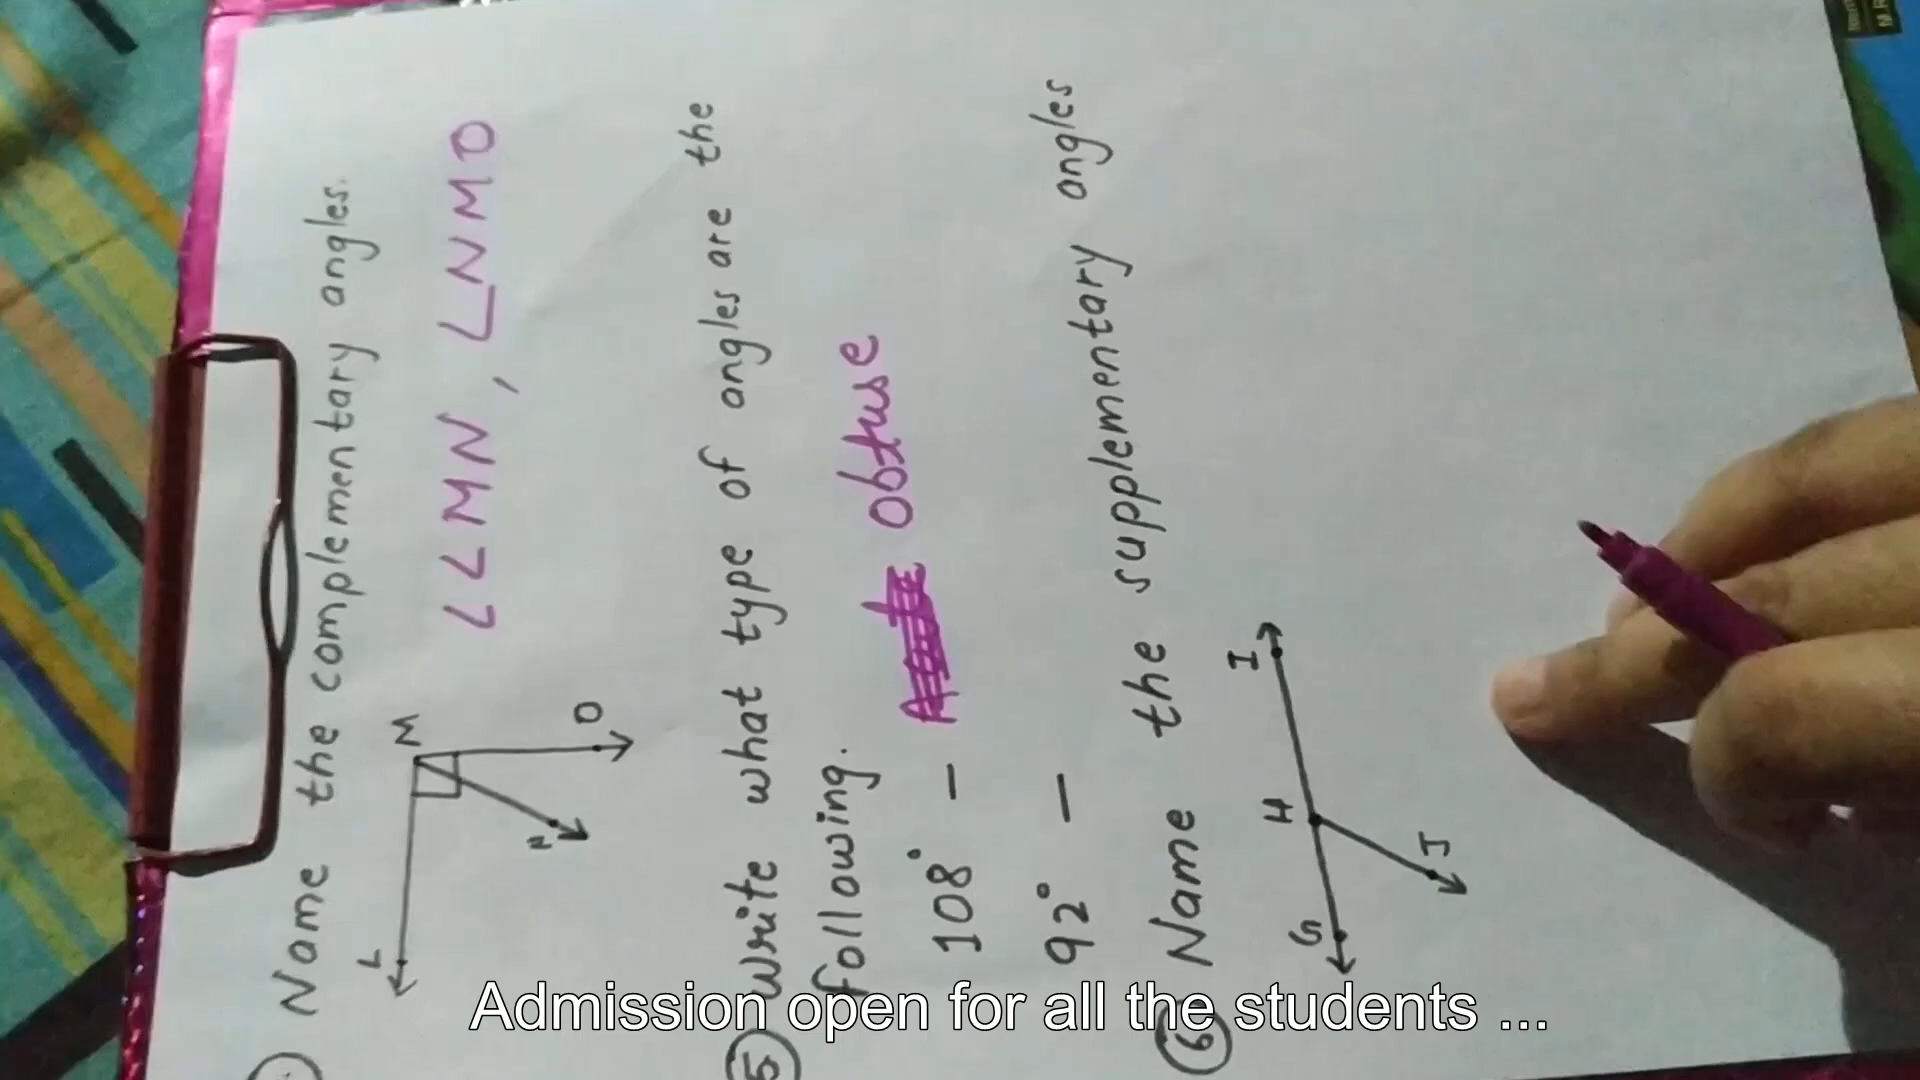 Name the complementary angles.
L
M
N
O
∠LMN, ∠NMO
5) Write what type of angles are the
following.
108° - obtuse
92° -
6) Name the supplementary angles
G
H
I
J
Admission open for all the students ...